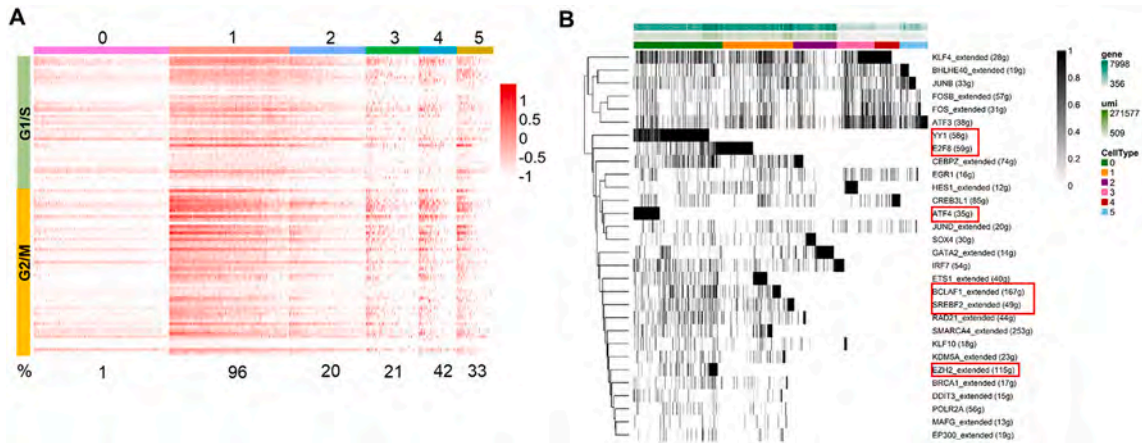 A
0 1 2 3 4 5
G1/S
G2/M
1
0.5
0
-0.5
-1
% 1 96 20 21 42 33
B
KLF4_extended (28g)
BHLHE40_extended (19g)
JUNB (33g)
FOSB_extended (57g)
FOS_extended (31g)
ATF3 (38g)
YY1 (58g)
E2F8 (50g)
CEBPZ_extended (74g)
EGR1 (16g)
HES1_extended (12g)
CREB3L1 (85g)
ATF4 (35g)
JUND_extended (20g)
SOX4 (30g)
GATA2_extended (14g)
IRF7 (54g)
ETS1_extended (40g)
BCLAF1_extended (167g)
SREBF2_extended (49g)
RAD21_extended (44g)
SMARCA4_extended (253g)
KLF10 (18g)
KDM5A_extended (23g)
EZH2_extended (115g)
BRCA1_extended (17g)
DDIT3_extended (15g)
POLR2A (56g)
MAFG_extended (13g)
EP300_extended (19g)
1
0.8
0.6
0.4
0.2
0
gene
7998
356
umi
271577
509
CellType
0
1
2
3
4
5